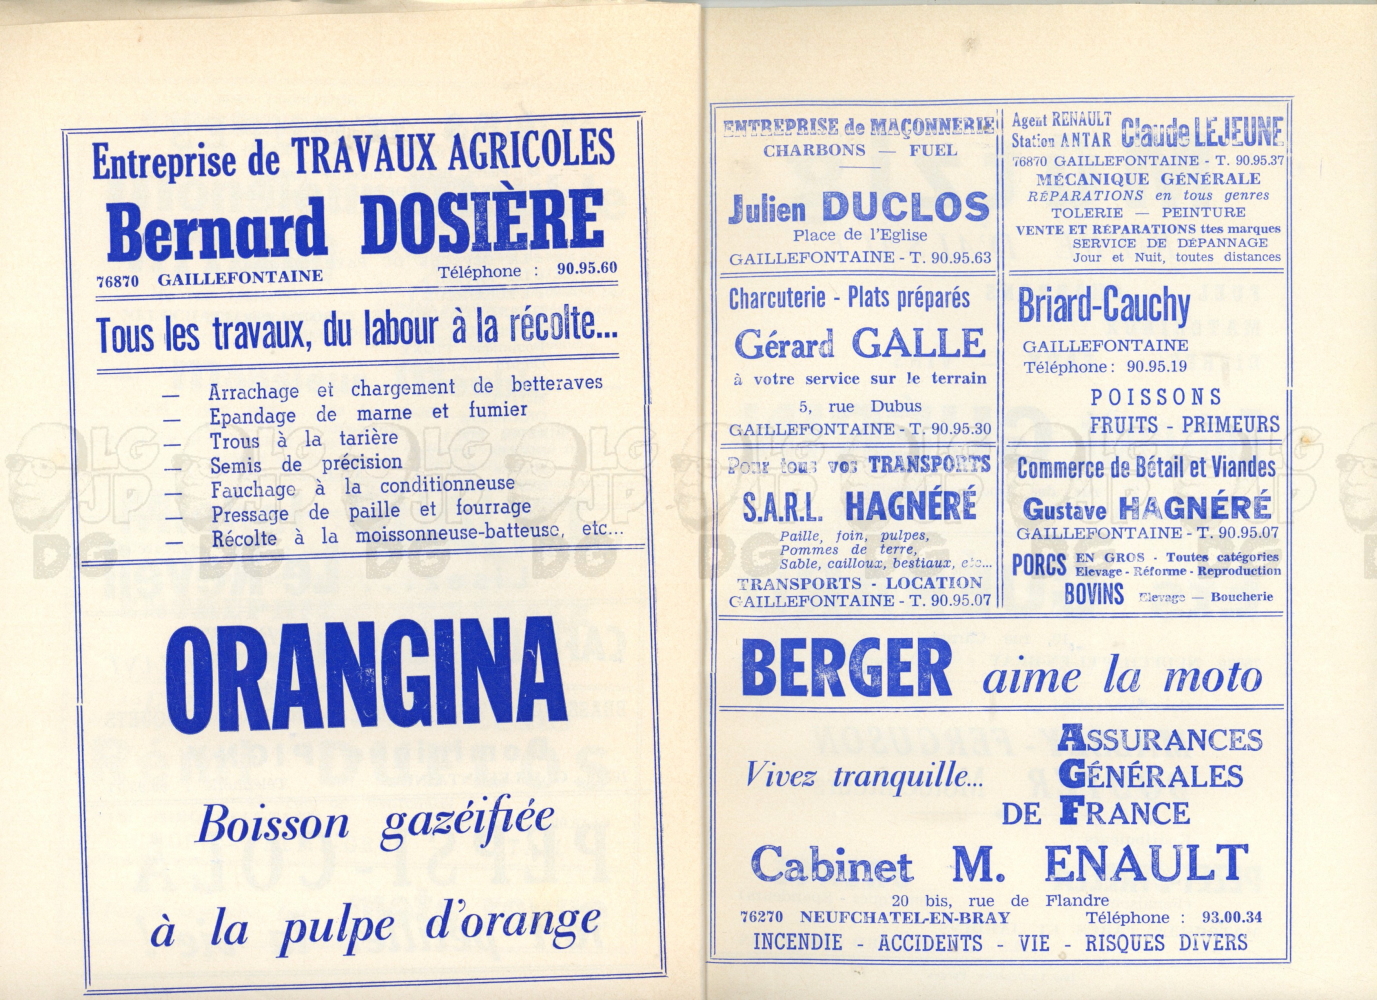 Entreprise de TRAVAUX AGRICOLES
Bernard DOSIÈRE
76870 GAILLEFONTAINE Téléphone : 90.95.60
Tous les travaux, du labour à la récolte...
— Arrachage et chargement de betteraves
— Epandage de marne et fumier
— Trous à la tarière
— Semis de précision
— Fauchage à la conditionneuse
— Pressage de paille et fourrage
— Récolte à la moissonneuse-batteuse, etc...
ORANGINA
Boisson gazéifiée
à la pulpe d'orange
ENTREPRISE de MAÇONNERIE
CHARBONS — FUEL
Julien DUCLOS
Place de l'Eglise
GAILLEFONTAINE - T. 90.95.63
Agent RENAULT
Station ANTAR
Claude LEJEUNE
76870 GAILLEFONTAINE - T. 90.95.37
MÉCANIQUE GÉNÉRALE
RÉPARATIONS en tous genres
TOLERIE — PEINTURE
VENTE ET REPARATIONS ttes marques
SERVICE DE DÉPANNAGE
Jour et Nuit, toutes distances
Charcuterie - Plats préparés
Gérard GALLE
à votre service sur le terrain
5, rue Dubus
GAILLEFONTAINE - T. 90.95.30
Briard-Cauchy
GAILLEFONTAINE
Téléphone : 90.95.19
POISSONS
FRUITS - PRIMEURS
Pour tous vos TRANSPORTS
S.A.R.L. HAGNÉRÉ
Paille, foin, pulpes,
Pommes de terre,
Sable, cailloux, bestiaux, etc...
TRANSPORTS - LOCATION
GAILLEFONTAINE - T. 90.95.07
Commerce de Bétail et Viandes
Gustave HAGNÉRÉ
GAILLEFONTAINE - T. 90.95.07
PORCS EN GROS - Toutes catégories
Elevage - Réforme - Reproduction
BOVINS Elevage — Boucherie
BERGER aime la moto
Vivez tranquille...
ASSURANCES
GÉNÉRALES
DE FRANCE
Cabinet M. ENAULT
20 bis, rue de Flandre
76270 NEUFCHATEL-EN-BRAY Téléphone : 93.00.34
INCENDIE - ACCIDENTS - VIE - RISQUES DIVERS
LG JP DG